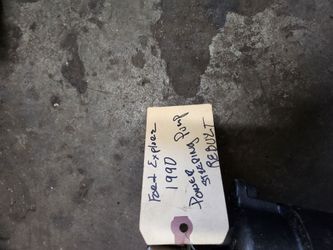 Ford Explorer
1990
Power Steering Pump
REBUILT